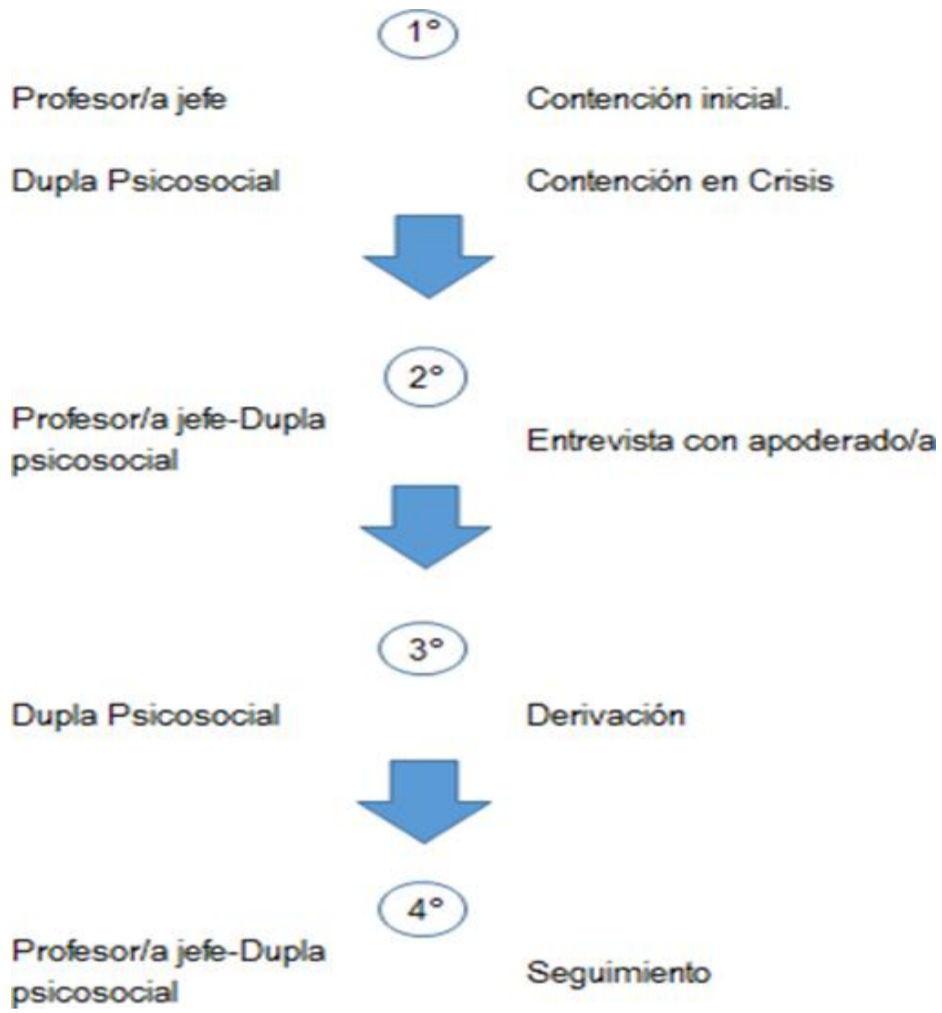 1°
Profesor/a jefe
Contención inicial.
Dupla Psicosocial
Contención en Crisis
2°
Profesor/a jefe-Dupla
psicosocial
Entrevista con apoderado/a
3°
Dupla Psicosocial
Derivación
4°
Profesor/a jefe-Dupla
psicosocial
Seguimiento